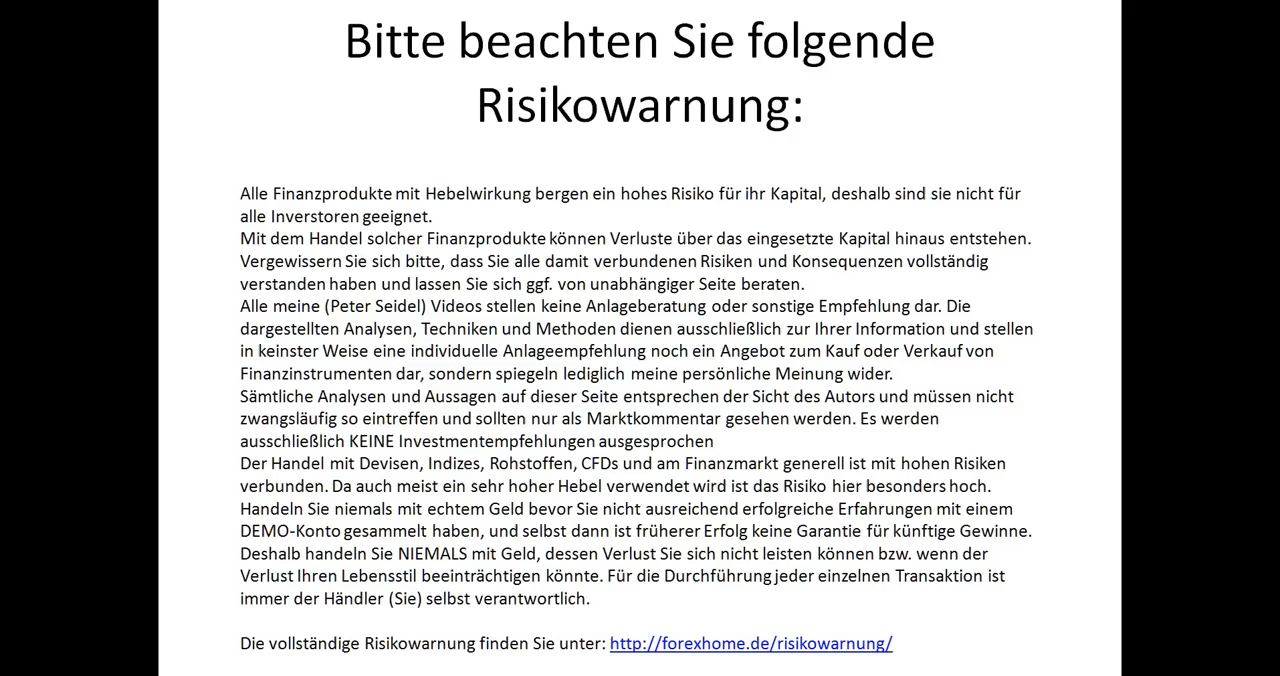 Bitte beachten Sie folgende
Risikowarnung:
Alle Finanzprodukte mit Hebelwirkung bergen ein hohes Risiko für ihr Kapital, deshalb sind sie nicht für
alle Inverstoren geeignet.
Mit dem Handel solcher Finanzprodukte können Verluste über das eingesetzte Kapital hinaus entstehen.
Vergewissern Sie sich bitte, dass Sie alle damit verbundenen Risiken und Konsequenzen vollständig
verstanden haben und lassen Sie sich ggf. von unabhängiger Seite beraten.
Alle meine (Peter Seidel) Videos stellen keine Anlageberatung oder sonstige Empfehlung dar. Die
dargestellten Analysen, Techniken und Methoden dienen ausschließlich zur Ihrer Information und stellen
in keinster Weise eine individuelle Anlageempfehlung noch ein Angebot zum Kauf oder Verkauf von
Finanzinstrumenten dar, sondern spiegeln lediglich meine persönliche Meinung wider.
Sämtliche Analysen und Aussagen auf dieser Seite entsprechen der Sicht des Autors und müssen nicht
zwangsläufig so eintreffen und sollten nur als Marktkommentar gesehen werden. Es werden
ausschließlich KEINE Investmentempfehlungen ausgesprochen
Der Handel mit Devisen, Indizes, Rohstoffen, CFDs und am Finanzmarkt generell ist mit hohen Risiken
verbunden. Da auch meist ein sehr hoher Hebel verwendet wird ist das Risiko hier besonders hoch.
Handeln Sie niemals mit echtem Geld bevor Sie nicht ausreichend erfolgreiche Erfahrungen mit einem
DEMO-Konto gesammelt haben, und selbst dann ist früherer Erfolg keine Garantie für künftige Gewinne.
Deshalb handeln Sie NIEMALS mit Geld, dessen Verlust Sie sich nicht leisten können bzw. wenn der
Verlust Ihren Lebensstil beeinträchtigen könnte. Für die Durchführung jeder einzelnen Transaktion ist
immer der Händler (Sie) selbst verantwortlich.
Die vollständige Risikowarnung finden Sie unter: http://forexhome.de/risikowarnung/